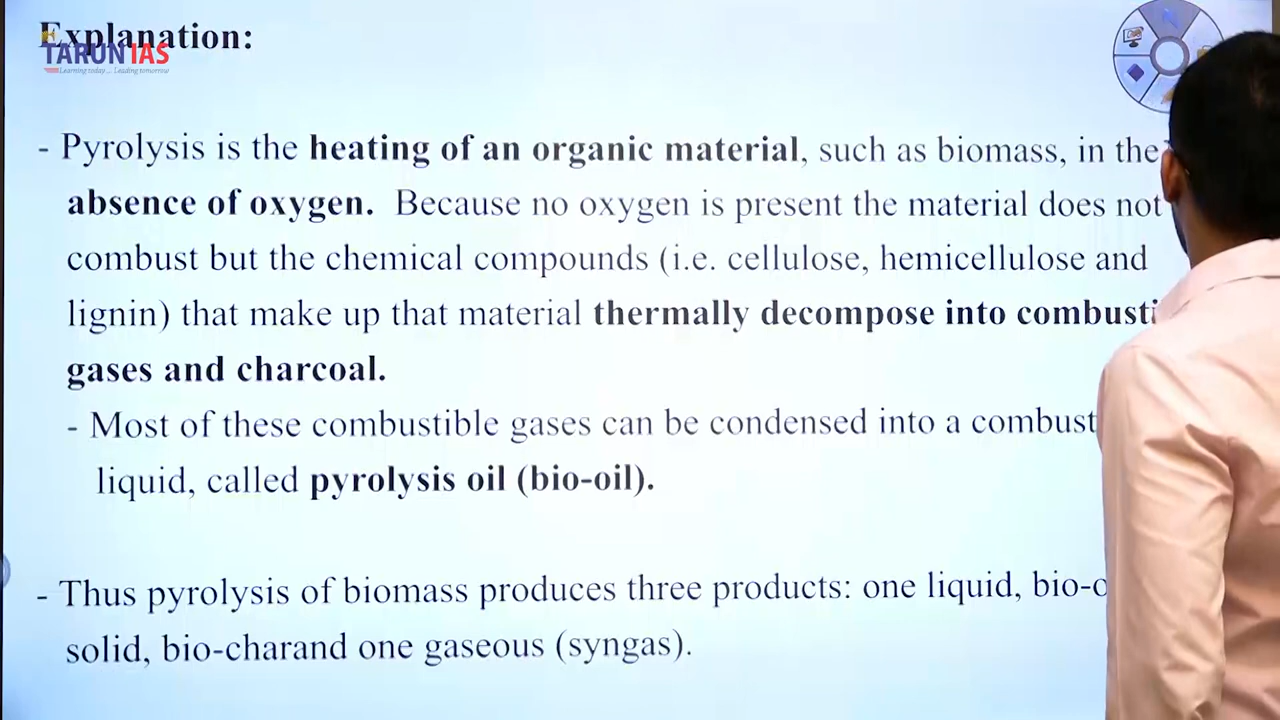 Explanation:
TARUN IAS
Learning today... Leading tomorrow
- Pyrolysis is the heating of an organic material, such as biomass, in the
absence of oxygen. Because no oxygen is present the material does not
combust but the chemical compounds (i.e. cellulose, hemicellulose and
lignin) that make up that material thermally decompose into combusti
gases and charcoal.
- Most of these combustible gases can be condensed into a combust
liquid, called pyrolysis oil (bio-oil).
- Thus pyrolysis of biomass produces three products: one liquid, bio-o
solid, bio-charand one gaseous (syngas).